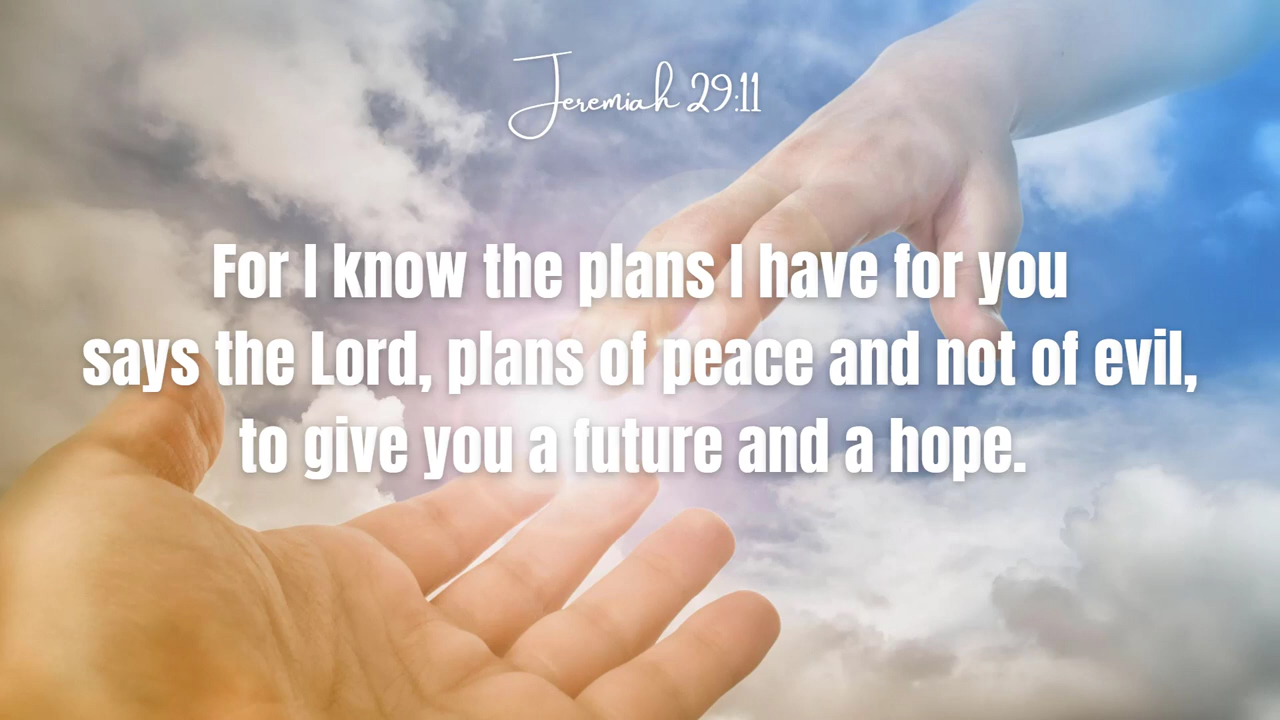 Jeremiah 29:11
For I know the plans I have for you
says the Lord, plans of peace and not of evil,
to give you a future and a hope.